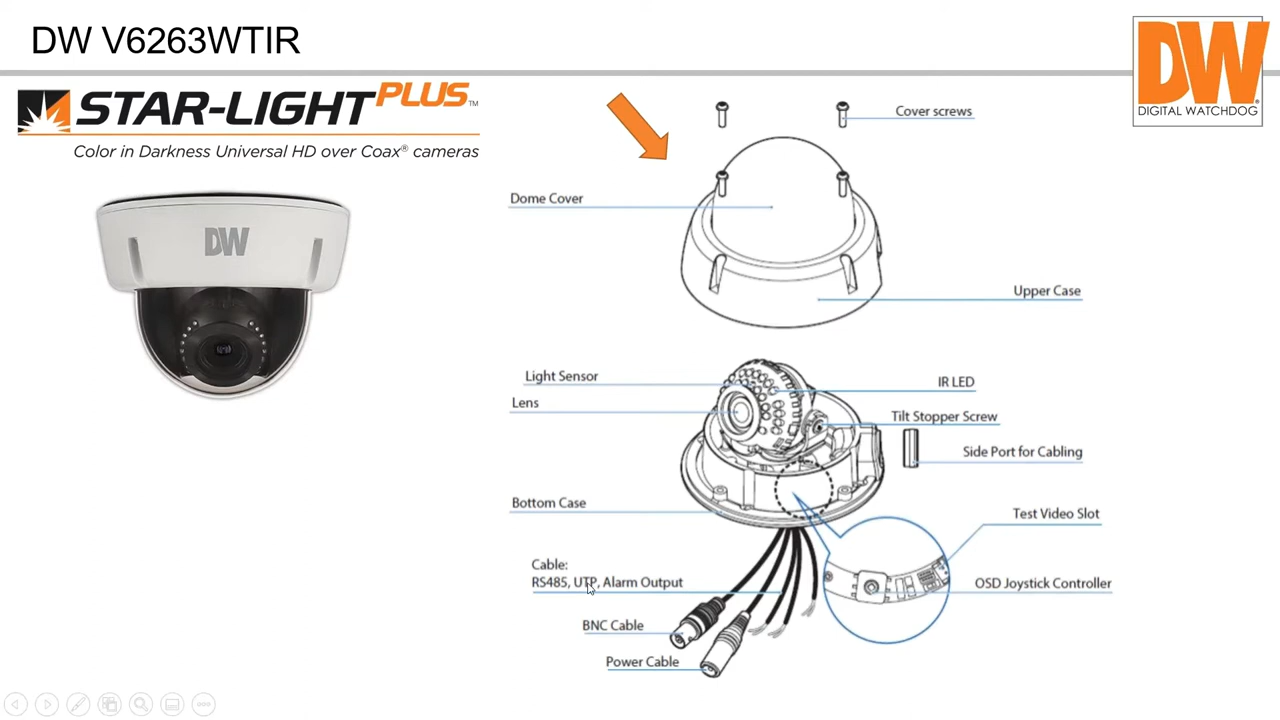 DW V6263WTIR
DW®
DIGITAL WATCHDOG
STAR-LIGHT PLUS™
Color in Darkness Universal HD over Coax® cameras
DW
Cover screws
Dome Cover
Upper Case
Light Sensor
IR LED
Lens
Tilt Stopper Screw
Side Port for Cabling
Bottom Case
Test Video Slot
Cable:
RS485, UTP, Alarm Output
OSD Joystick Controller
BNC Cable
Power Cable